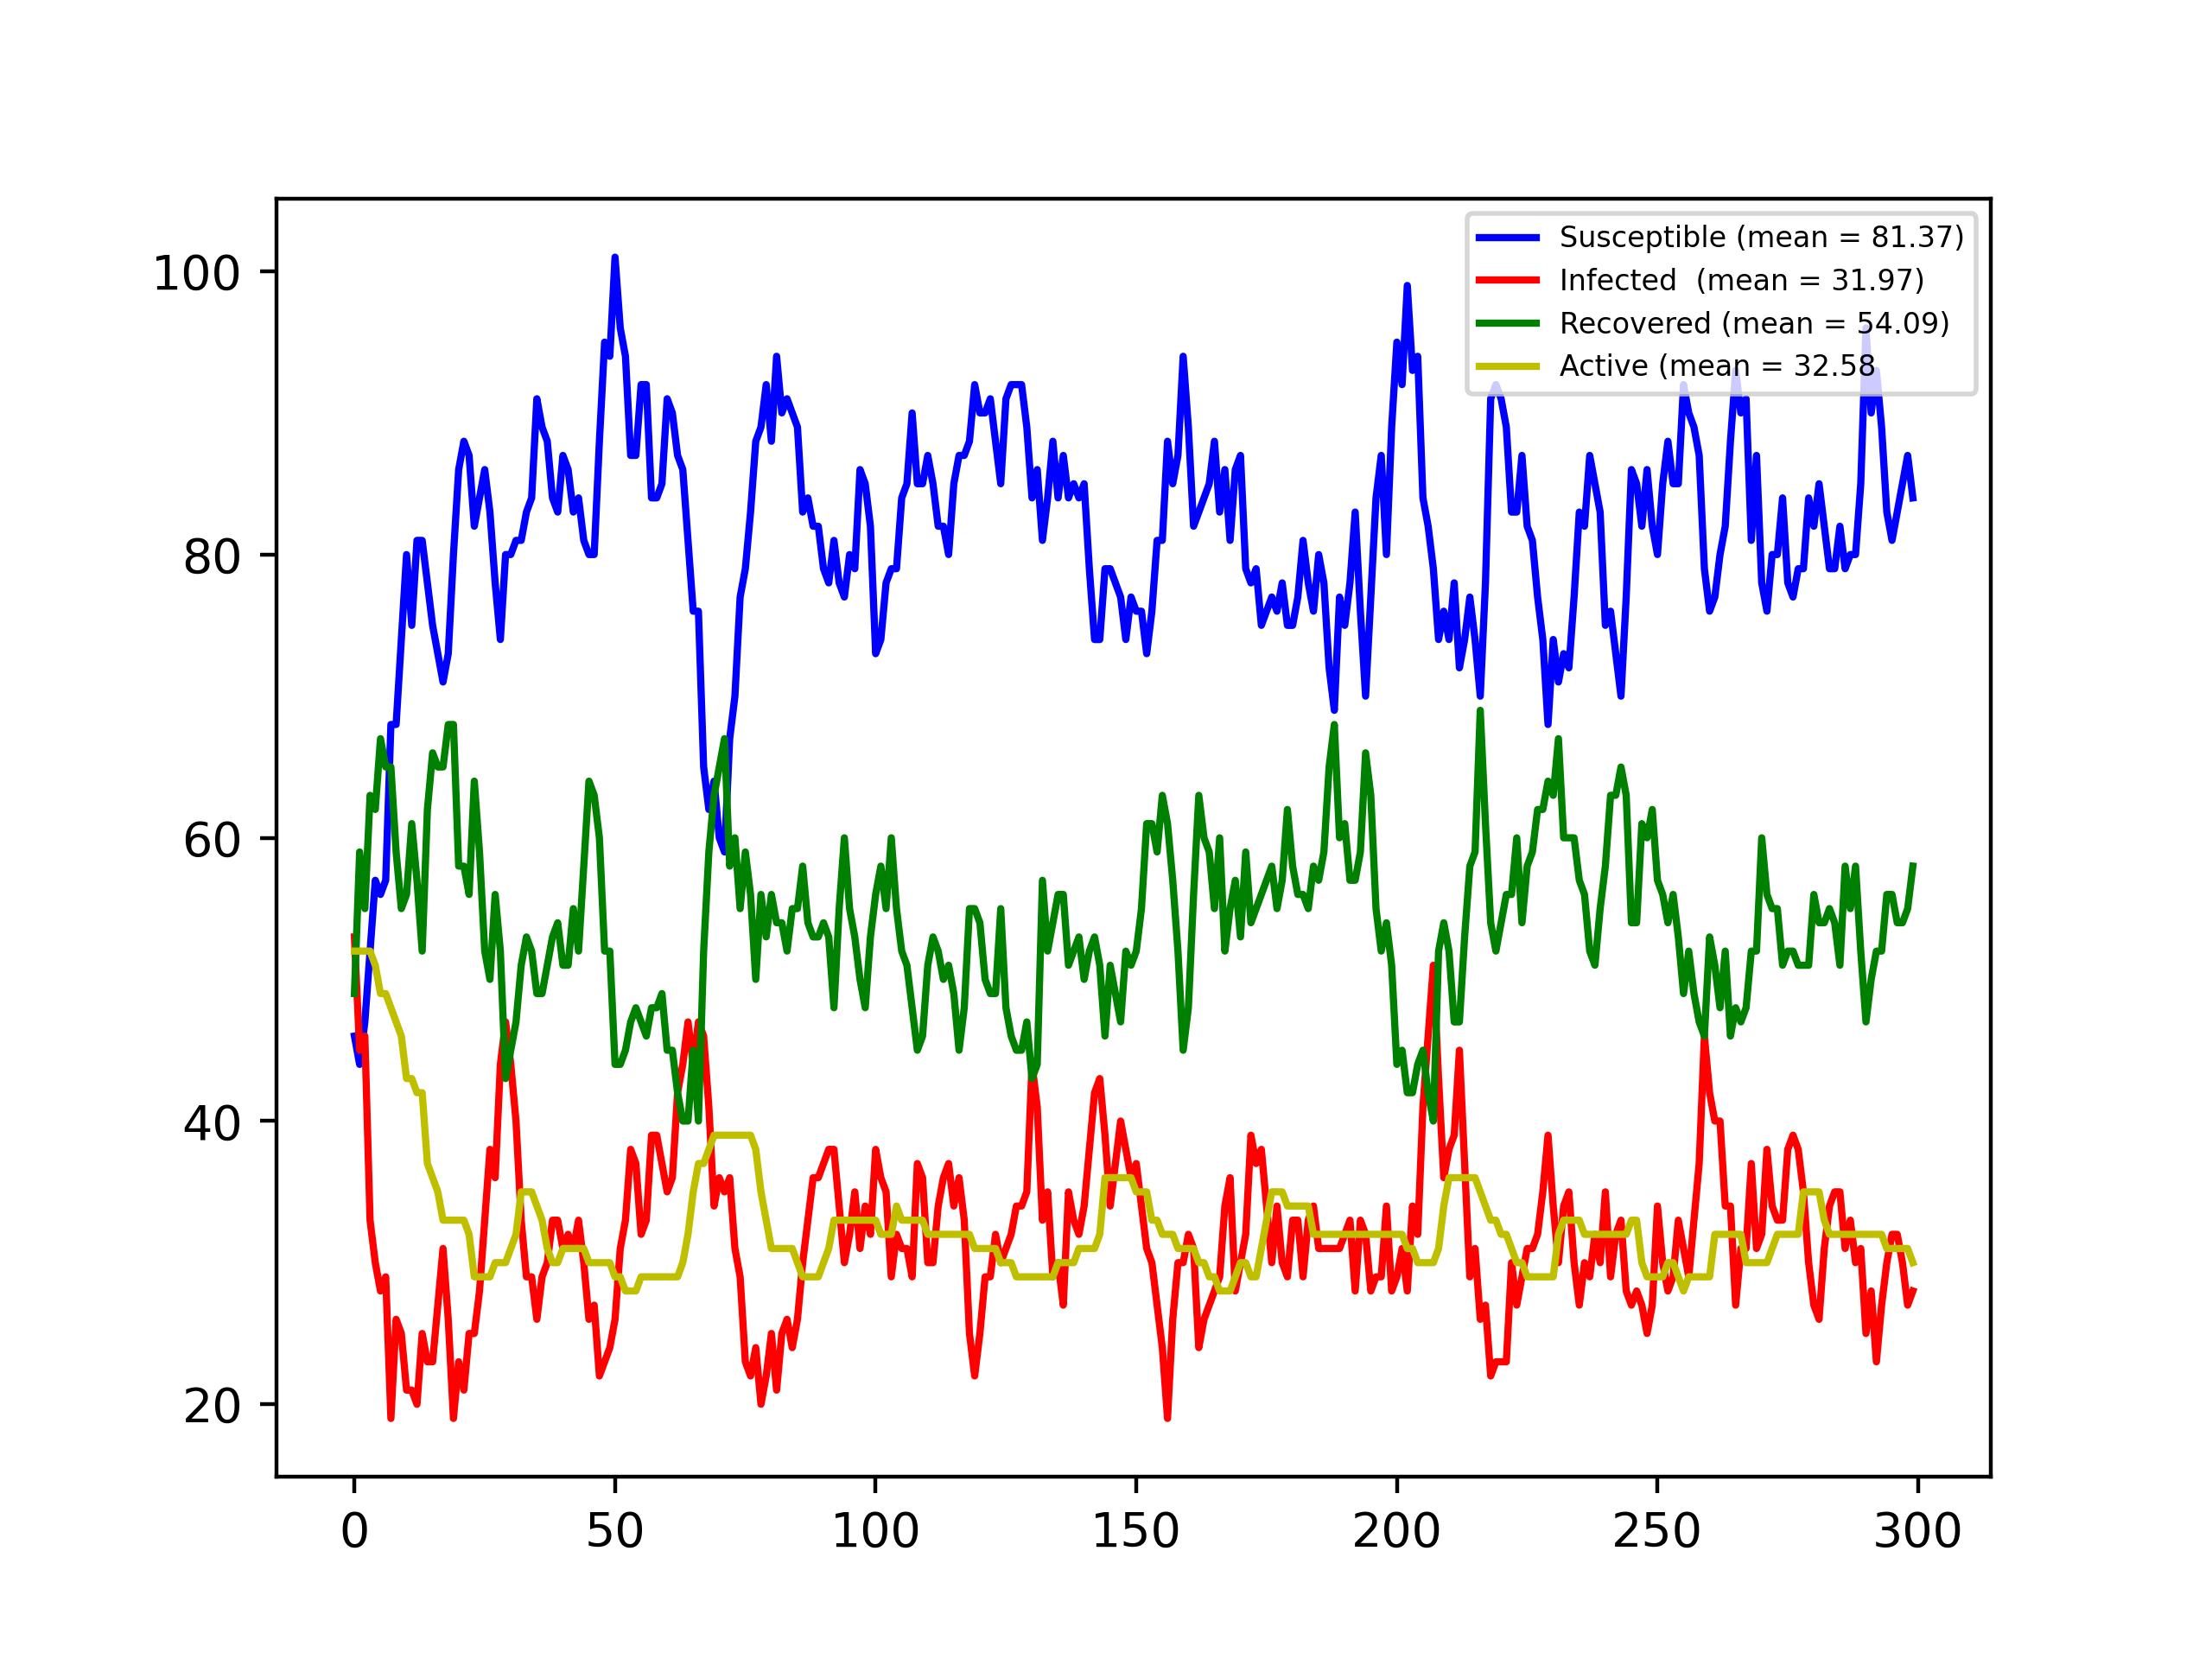 Susceptible (mean = 81.37)
Infected  (mean = 31.97)
Recovered (mean = 54.09)
Active (mean = 32.58
100
80
60
40
20
0 50 100 150 200 250 300